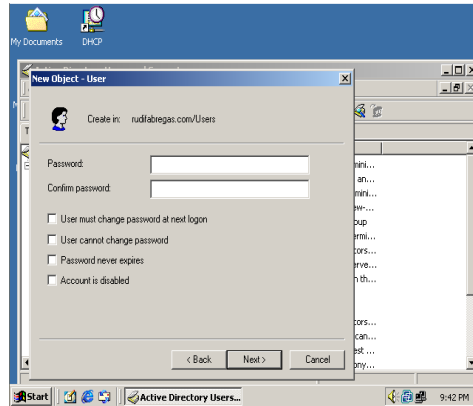 My Documents
DHCP
New Object - User
Create in: rudifabregas.com/Users
Password:
Confirm password:
User must change password at next logon
User cannot change password
Password never expires
Account is disabled
< Back
Next >
Cancel
Start
Active Directory Users...
9:42 PM